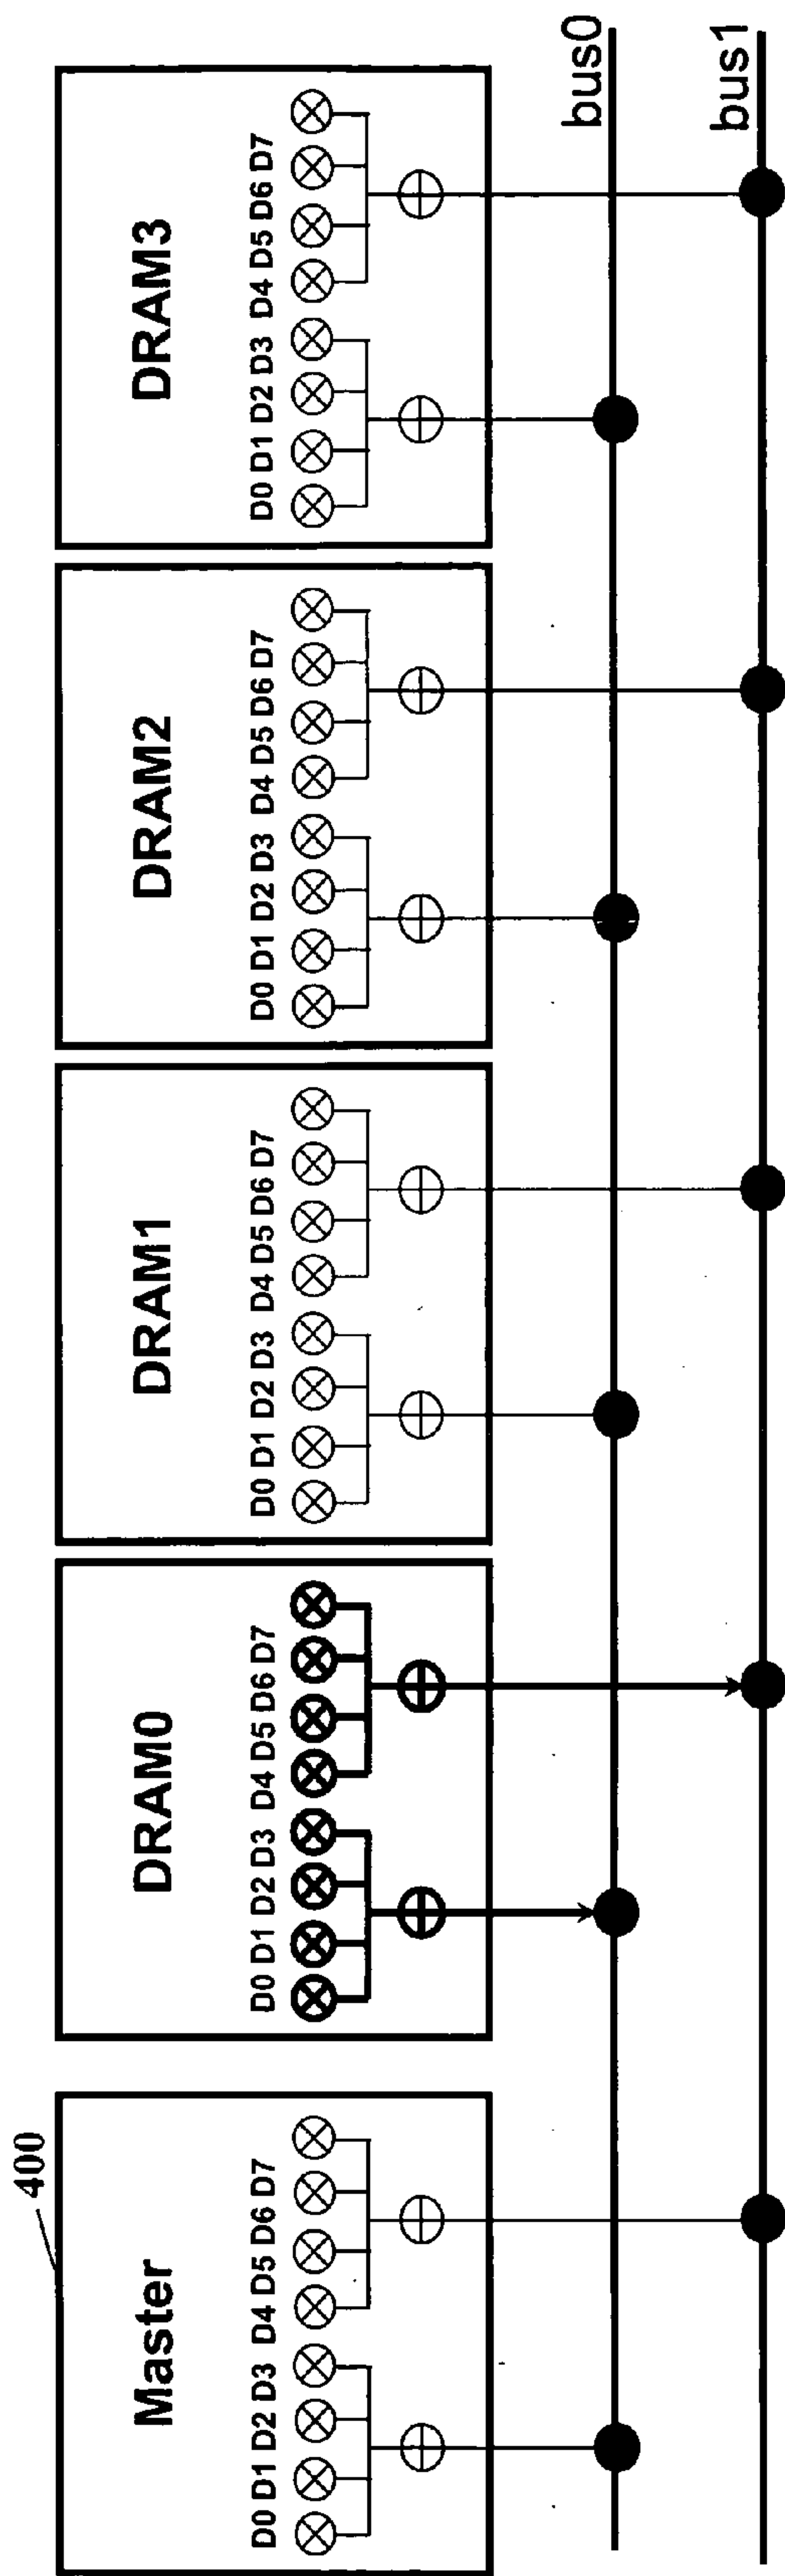 400
Master
D0 D1 D2 D3 D4 D5 D6 D7
DRAM0
D0 D1 D2 D3 D4 D5 D6 D7
DRAM1
D0 D1 D2 D3 D4 D5 D6 D7
DRAM2
D0 D1 D2 D3 D4 D5 D6 D7
DRAM3
D0 D1 D2 D3 D4 D5 D6 D7
bus0
bus1